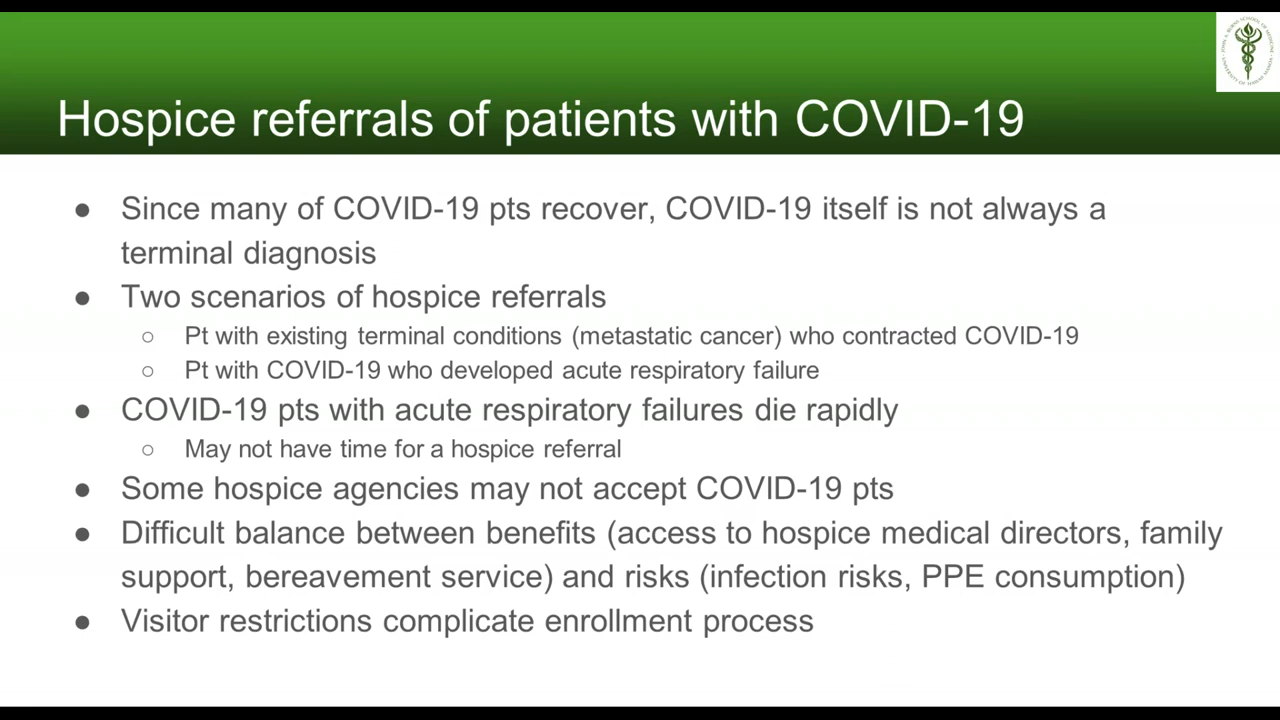 Hospice referrals of patients with COVID-19
● Since many of COVID-19 pts recover, COVID-19 itself is not always a
terminal diagnosis
● Two scenarios of hospice referrals
○ Pt with existing terminal conditions (metastatic cancer) who contracted COVID-19
○ Pt with COVID-19 who developed acute respiratory failure
● COVID-19 pts with acute respiratory failures die rapidly
○ May not have time for a hospice referral
● Some hospice agencies may not accept COVID-19 pts
● Difficult balance between benefits (access to hospice medical directors, family
support, bereavement service) and risks (infection risks, PPE consumption)
● Visitor restrictions complicate enrollment process